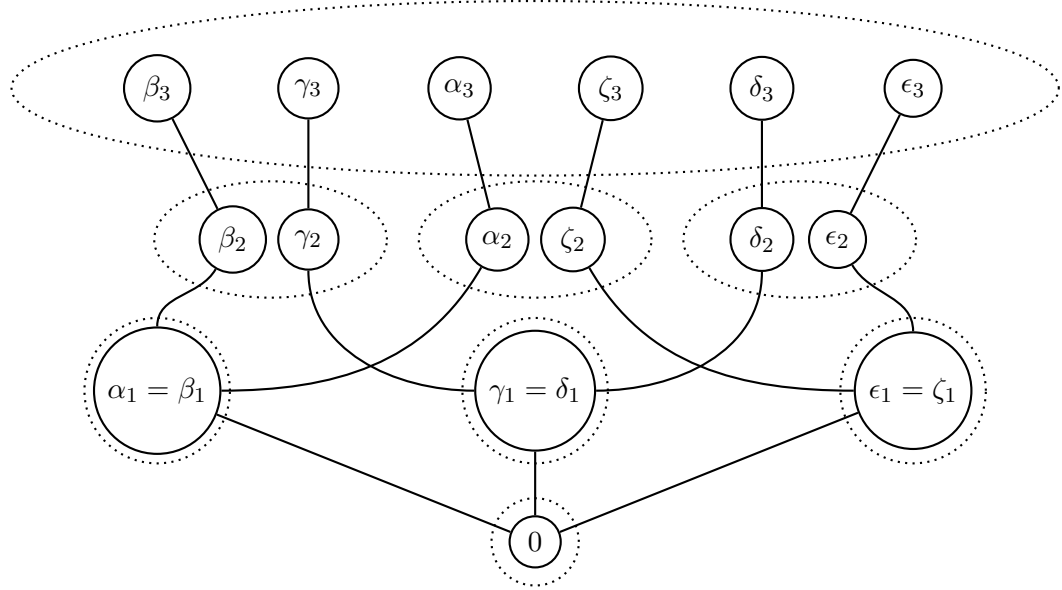 β₃ γ₃ α₃ ζ₃ δ₃ ϵ₃
β₂ γ₂ α₂ ζ₂ δ₂ ϵ₂
α₁ = β₁ γ₁ = δ₁ ϵ₁ = ζ₁
0